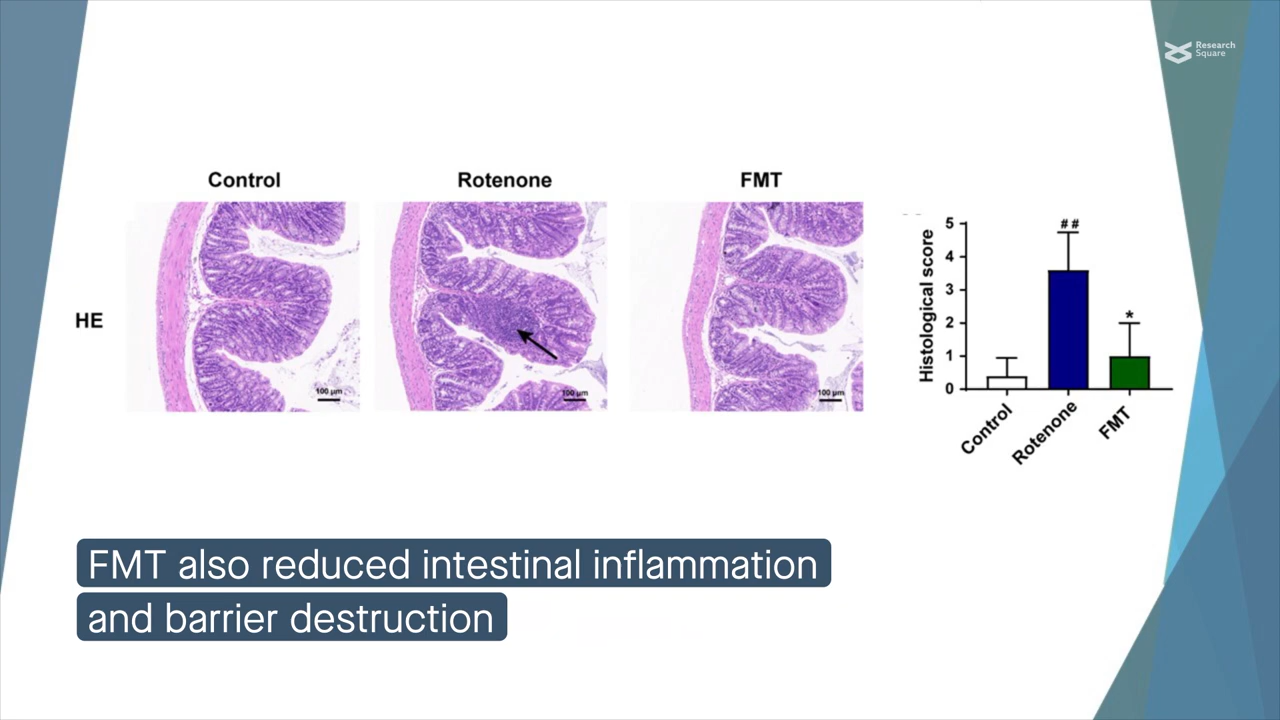 Research
Square
Control
Rotenone
FMT
HE
100 µm
100 µm
100 µm
Histological score
5
4
3
2
1
0
##
*
Control
Rotenone
FMT
FMT also reduced intestinal inflammation
and barrier destruction